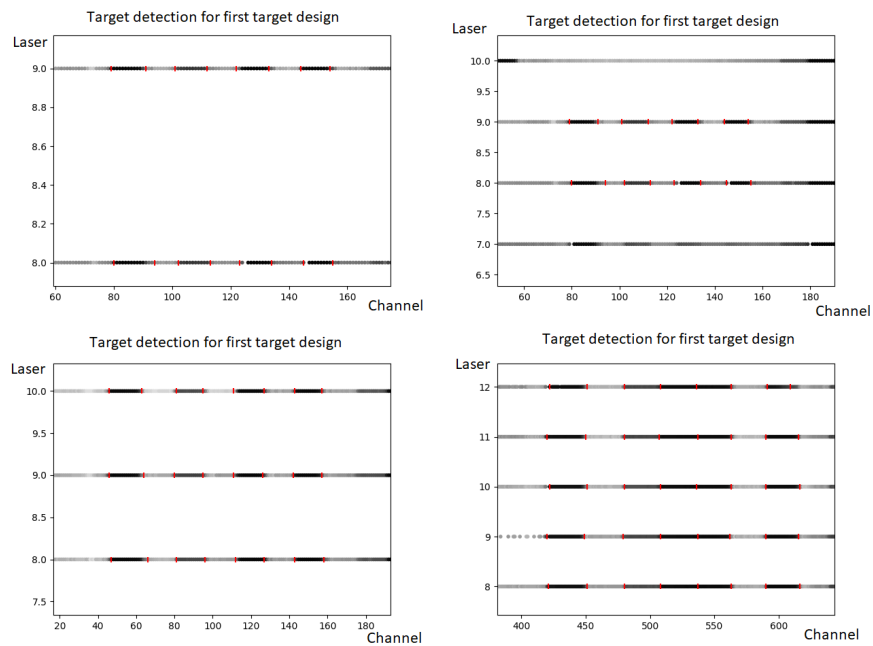 Target detection for first target design
Laser
9.0
8.8
8.6
8.4
8.2
8.0
60 80 100 120 140 160
Channel
Target detection for first target design
Laser
10.0
9.5
9.0
8.5
8.0
7.5
7.0
6.5
60 80 100 120 140 160 180
Channel
Target detection for first target design
Laser
10.0
9.5
9.0
8.5
8.0
7.5
20 40 60 80 100 120 140 160 180
Channel
Target detection for first target design
Laser
12
11
10
9
8
400 450 500 550 600
Channel